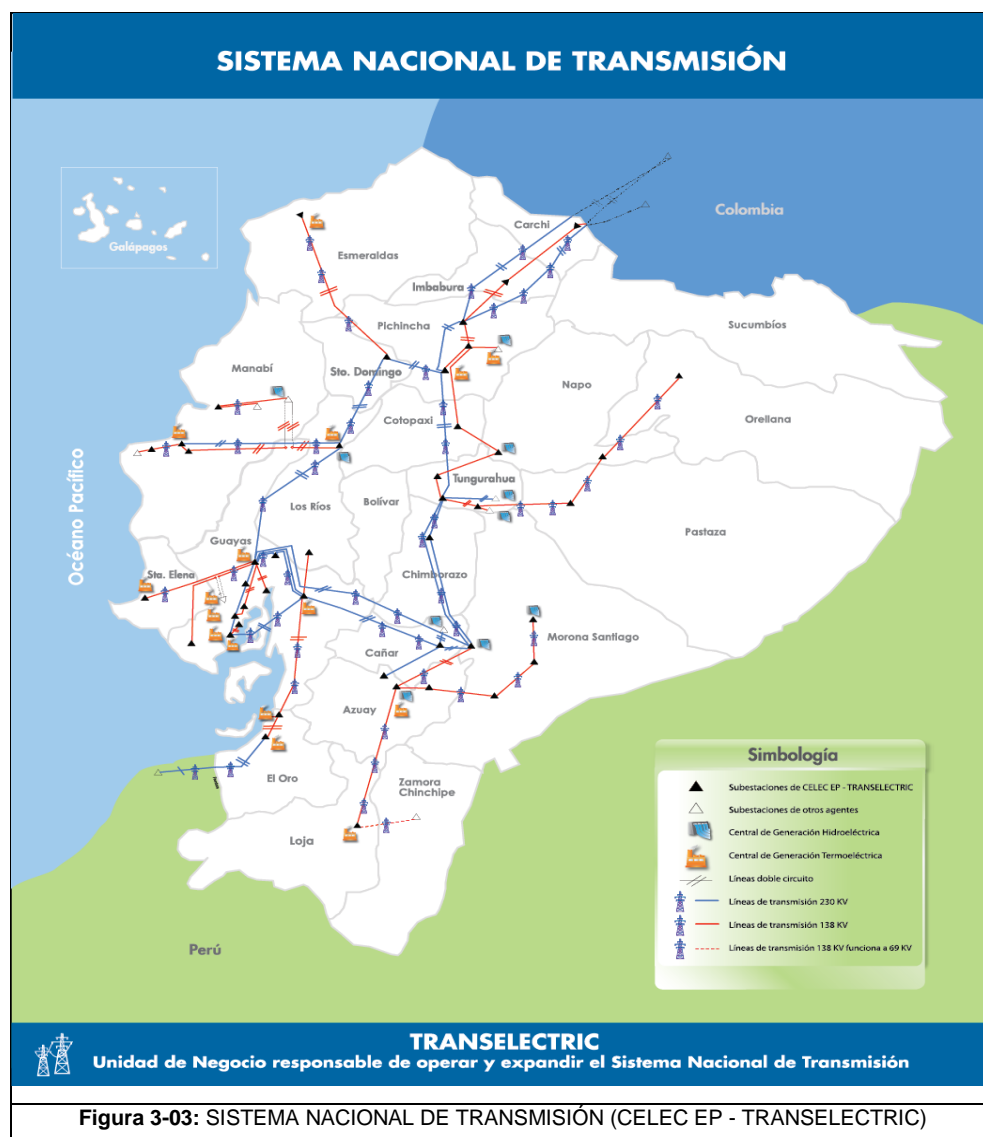 SISTEMA NACIONAL DE TRANSMISIÓN
Galápagos
Colombia
Carchi
Esmeraldas
Imbabura
Pichincha
Sucumbíos
Manabí
Sto. Domingo
Napo
Cotopaxi
Orellana
Océano Pacífico
Tungurahua
Los Ríos
Bolívar
Pastaza
Guayas
Sta. Elena
Chimborazo
Morona Santiago
Cañar
Azuay
El Oro
Zamora
Chinchipe
Loja
Perú
Simbología
Subestaciones de CELEC EP - TRANSELECTRIC
Subestaciones de otros agentes
Central de Generación Hidroeléctrica
Central de Generación Termoeléctrica
Líneas doble circuito
Líneas de transmisión 230 KV
Líneas de transmisión 138 KV
Líneas de transmisión 138 KV funciona a 69 KV
TRANSELECTRIC
Unidad de Negocio responsable de operar y expandir el Sistema Nacional de Transmisión
Figura 3-03: SISTEMA NACIONAL DE TRANSMISIÓN (CELEC EP - TRANSELECTRIC)